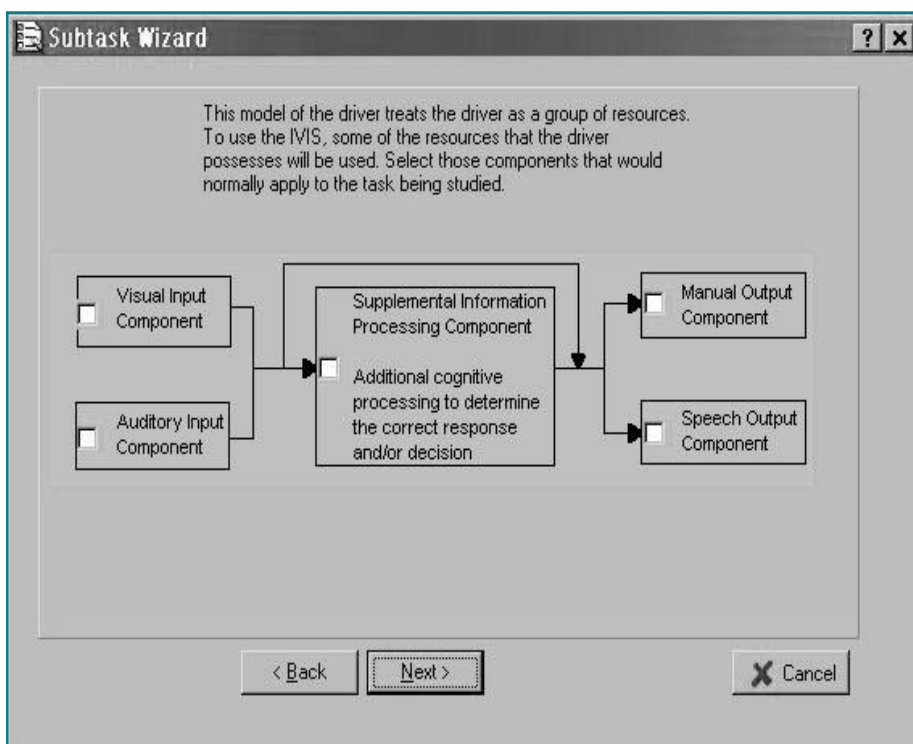 Subtask Wizard
This model of the driver treats the driver as a group of resources.
To use the IVIS, some of the resources that the driver
possesses will be used. Select those components that would
normally apply to the task being studied.
Visual Input
Component
Auditory Input
Component
Supplemental Information
Processing Component
Additional cognitive
processing to determine
the correct response
and/or decision
Manual Output
Component
Speech Output
Component
< Back
Next >
Cancel